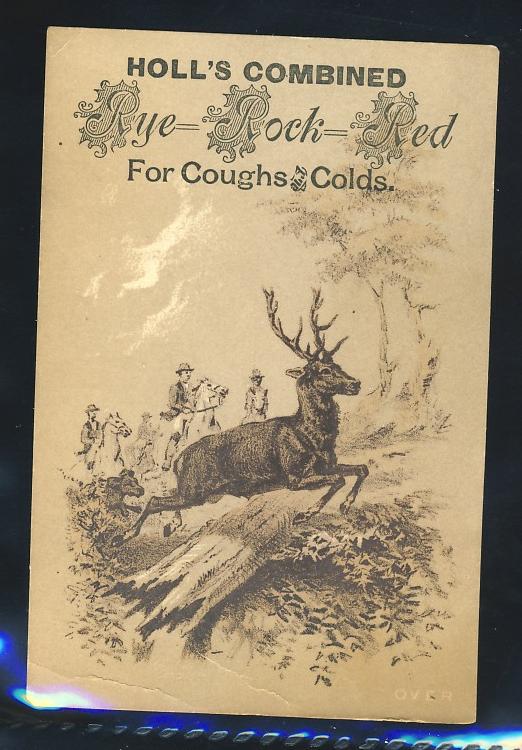 HOLL'S COMBINED
Rye=Rock=Red
For Coughs & Colds.
OVER